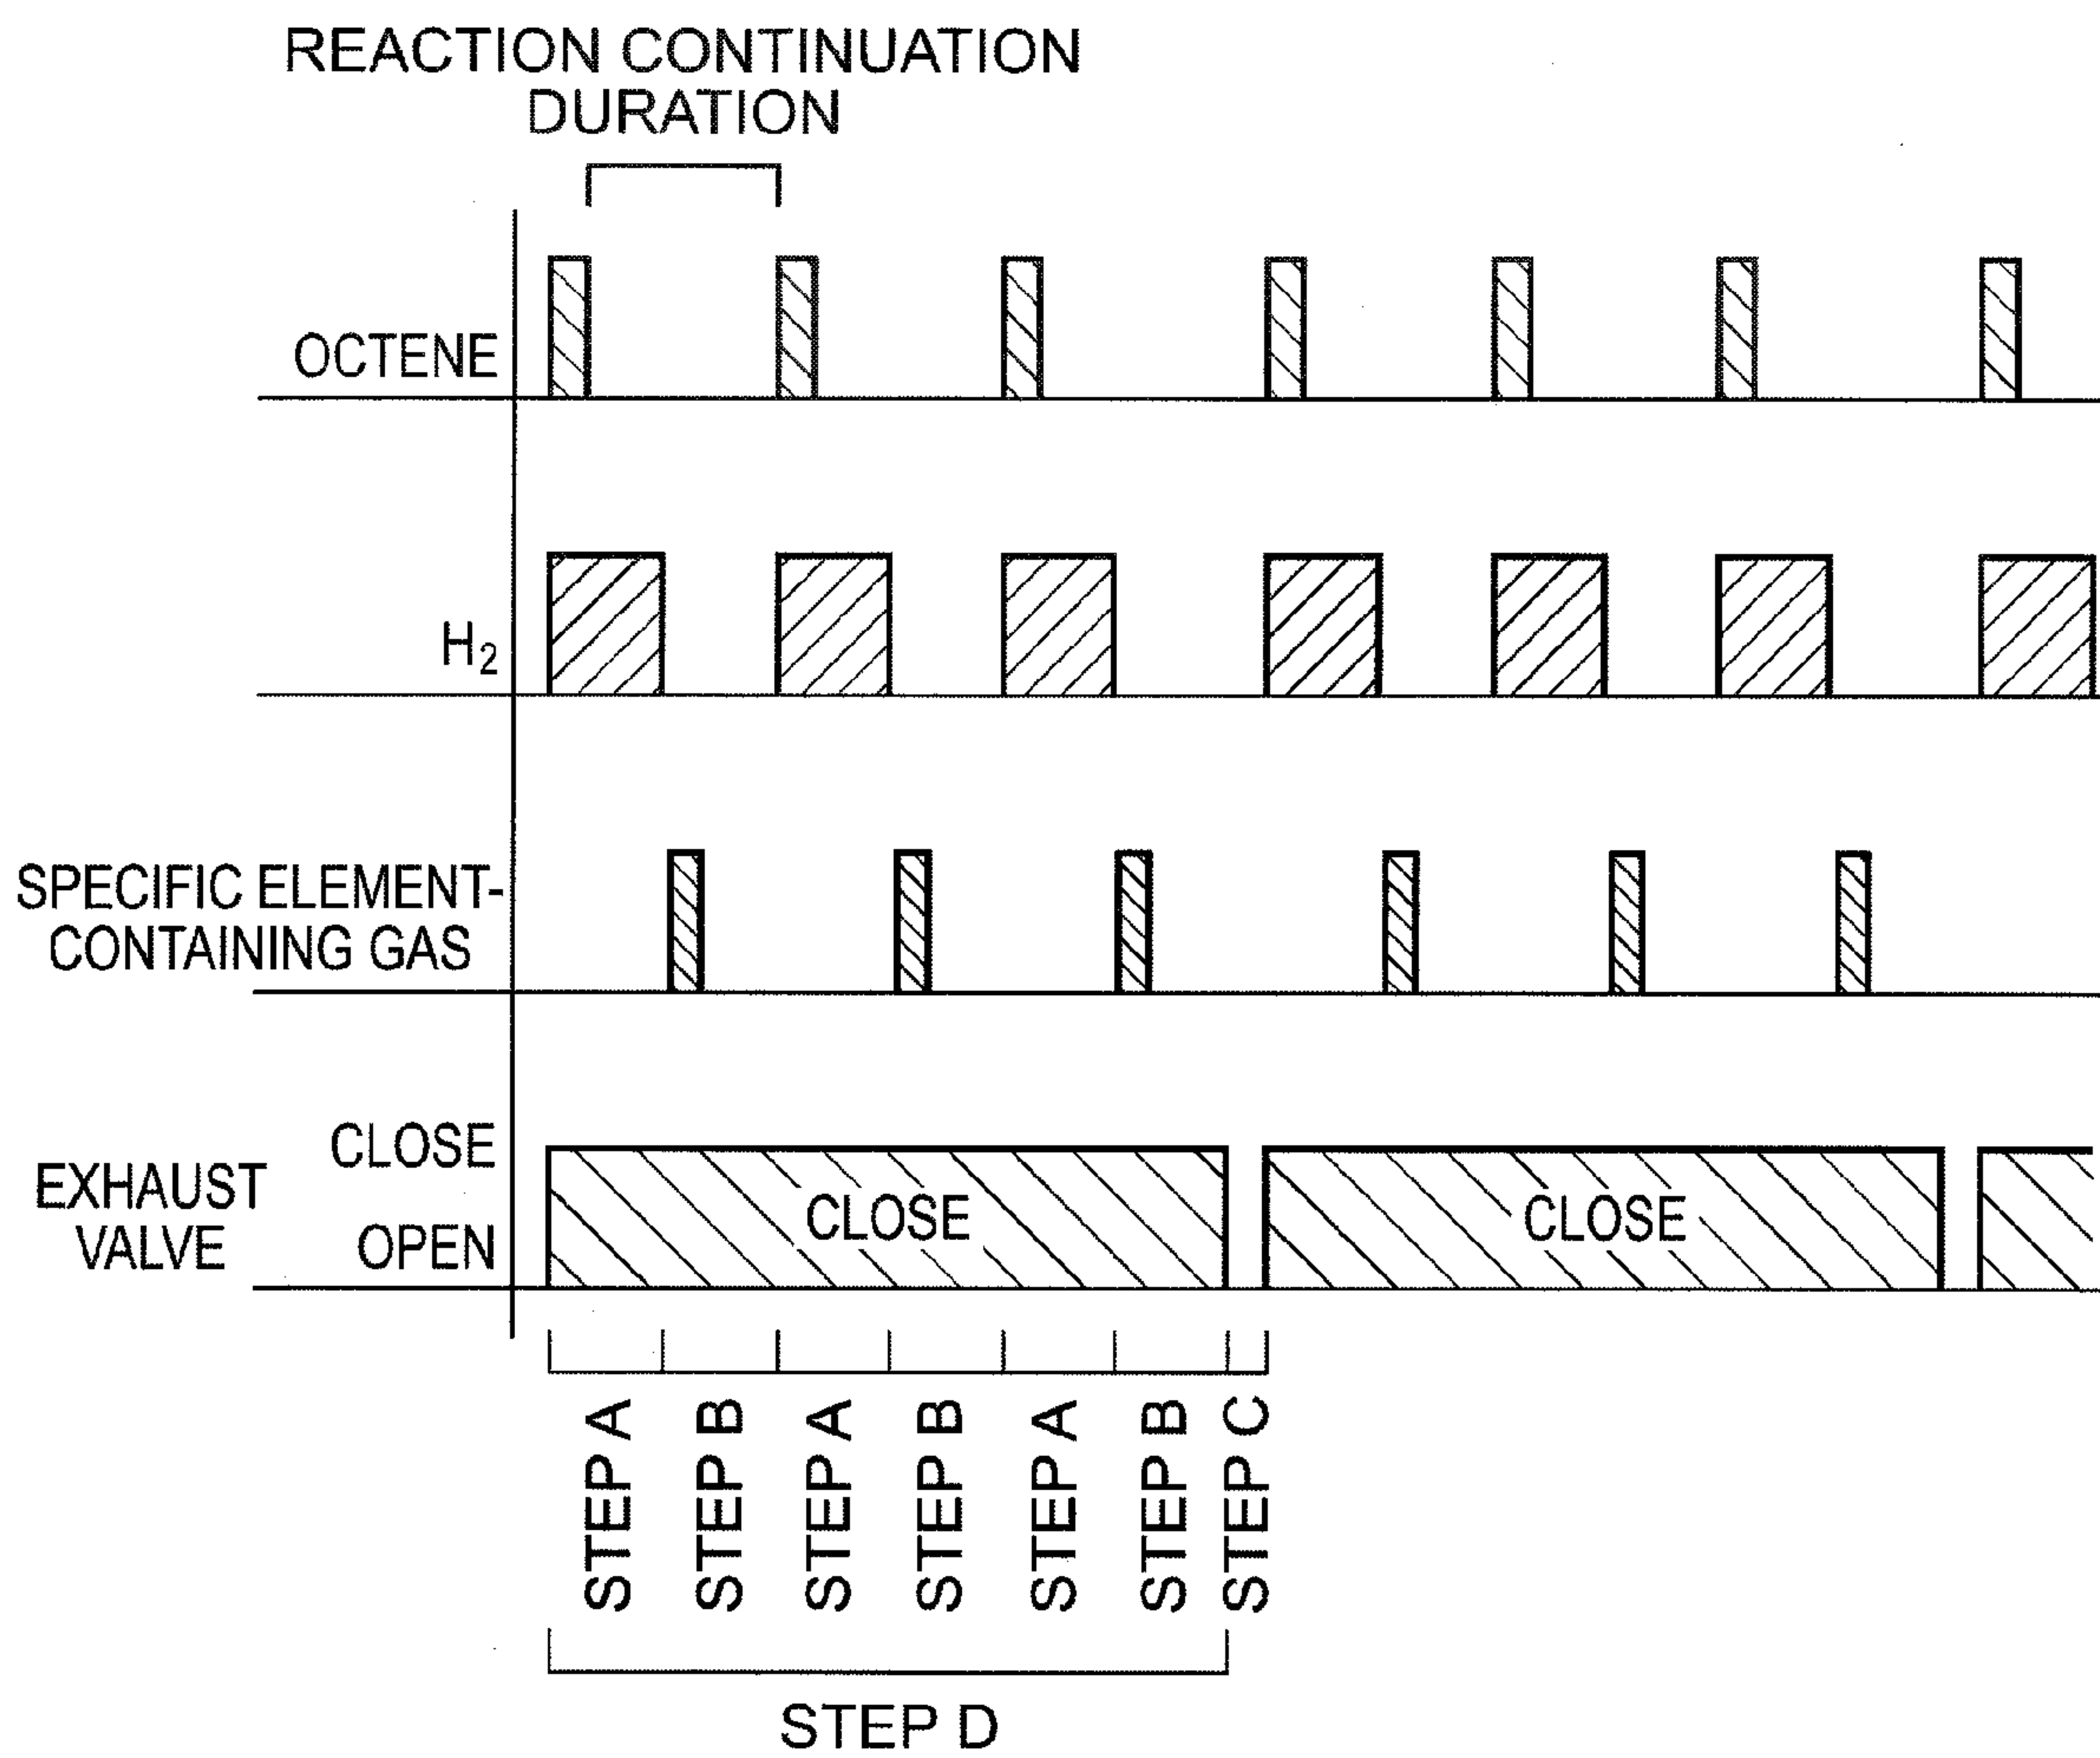 REACTION CONTINUATION
DURATION
OCTENE
H2
SPECIFIC ELEMENT-
CONTAINING GAS
EXHAUST
VALVE
CLOSE
OPEN
CLOSE
CLOSE
STEP A
STEP B
STEP A
STEP B
STEP A
STEP B
STEP C
STEP D